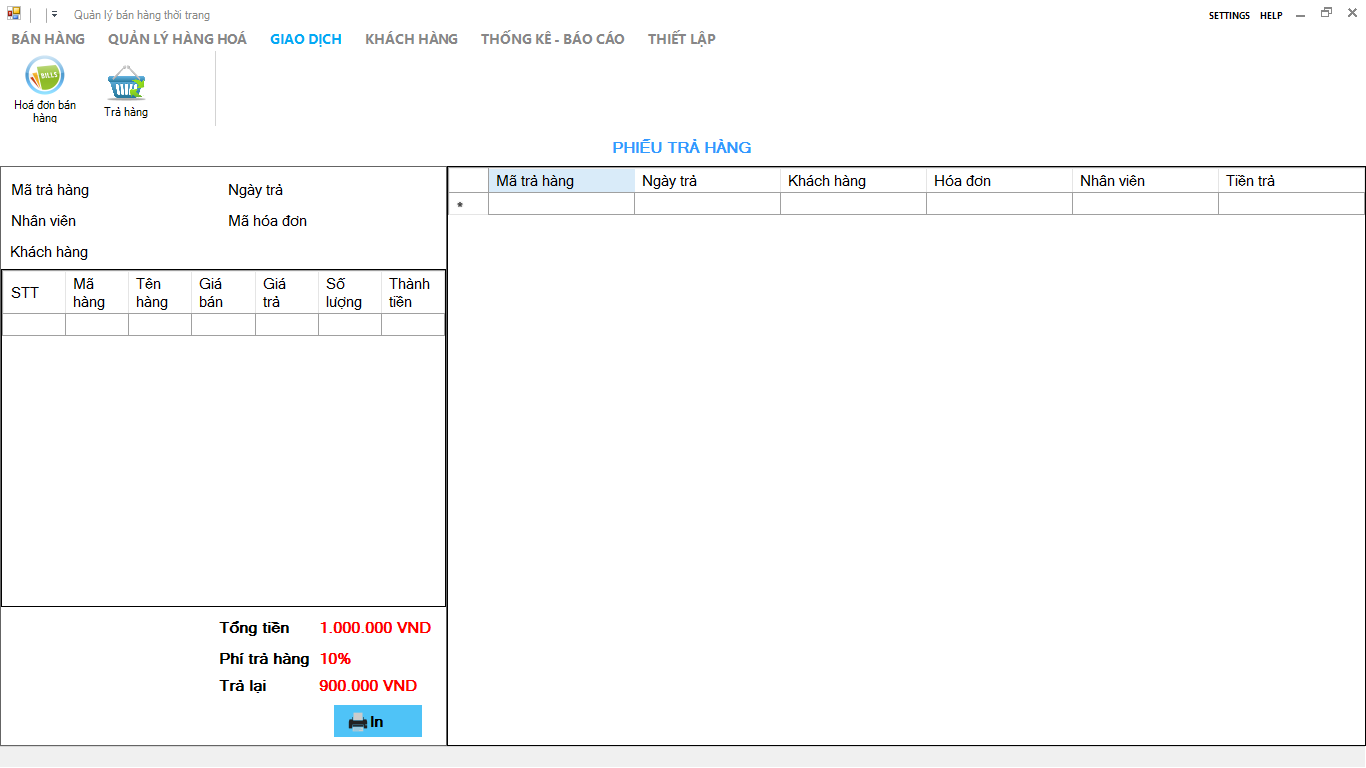 Quản lý bán hàng thời trang
SETTINGS HELP
BÁN HÀNG QUẢN LÝ HÀNG HOÁ GIAO DỊCH KHÁCH HÀNG THỐNG KÊ - BÁO CÁO THIẾT LẬP
BILLS
Hoá đơn bán
hàng
Trả hàng
PHIẾU TRẢ HÀNG
Mã trả hàng Ngày trả
Nhân viên Mã hóa đơn
Khách hàng
STT Mã hàng Tên hàng Giá bán Giá trả Số lượng Thành tiền
Tổng tiền 1.000.000 VND
Phí trả hàng 10%
Trả lại 900.000 VND
In
Mã trả hàng Ngày trả Khách hàng Hóa đơn Nhân viên Tiền trả
*